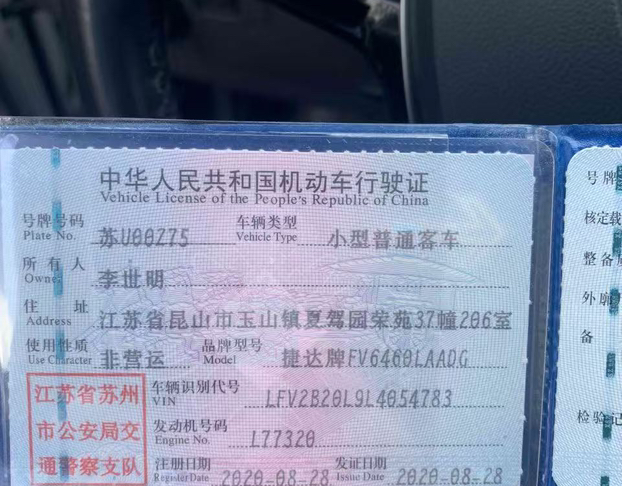 中华人民共和国机动车行驶证
Vehicle License of the People's Republic of China
号牌号码 苏U00Z75 车辆类型 小型普通客车
Plate No. Vehicle Type
所有人 李世明
Owner
住址 江苏省昆山市玉山镇夏驾园荣苑37幢206室
Address
使用性质 非营运 品牌型号 捷达牌FV6460LAADG
Use Character Model
江苏省苏州
市公安局交
通警察支队
车辆识别代号 LFV2B20L9L4054783
VIN
发动机号码 L77320
Engine No.
注册日期 2020-08-28 发证日期 2020-08-28
Register Date Issue Date
号牌
核定载
整备
外廓
备
检验记